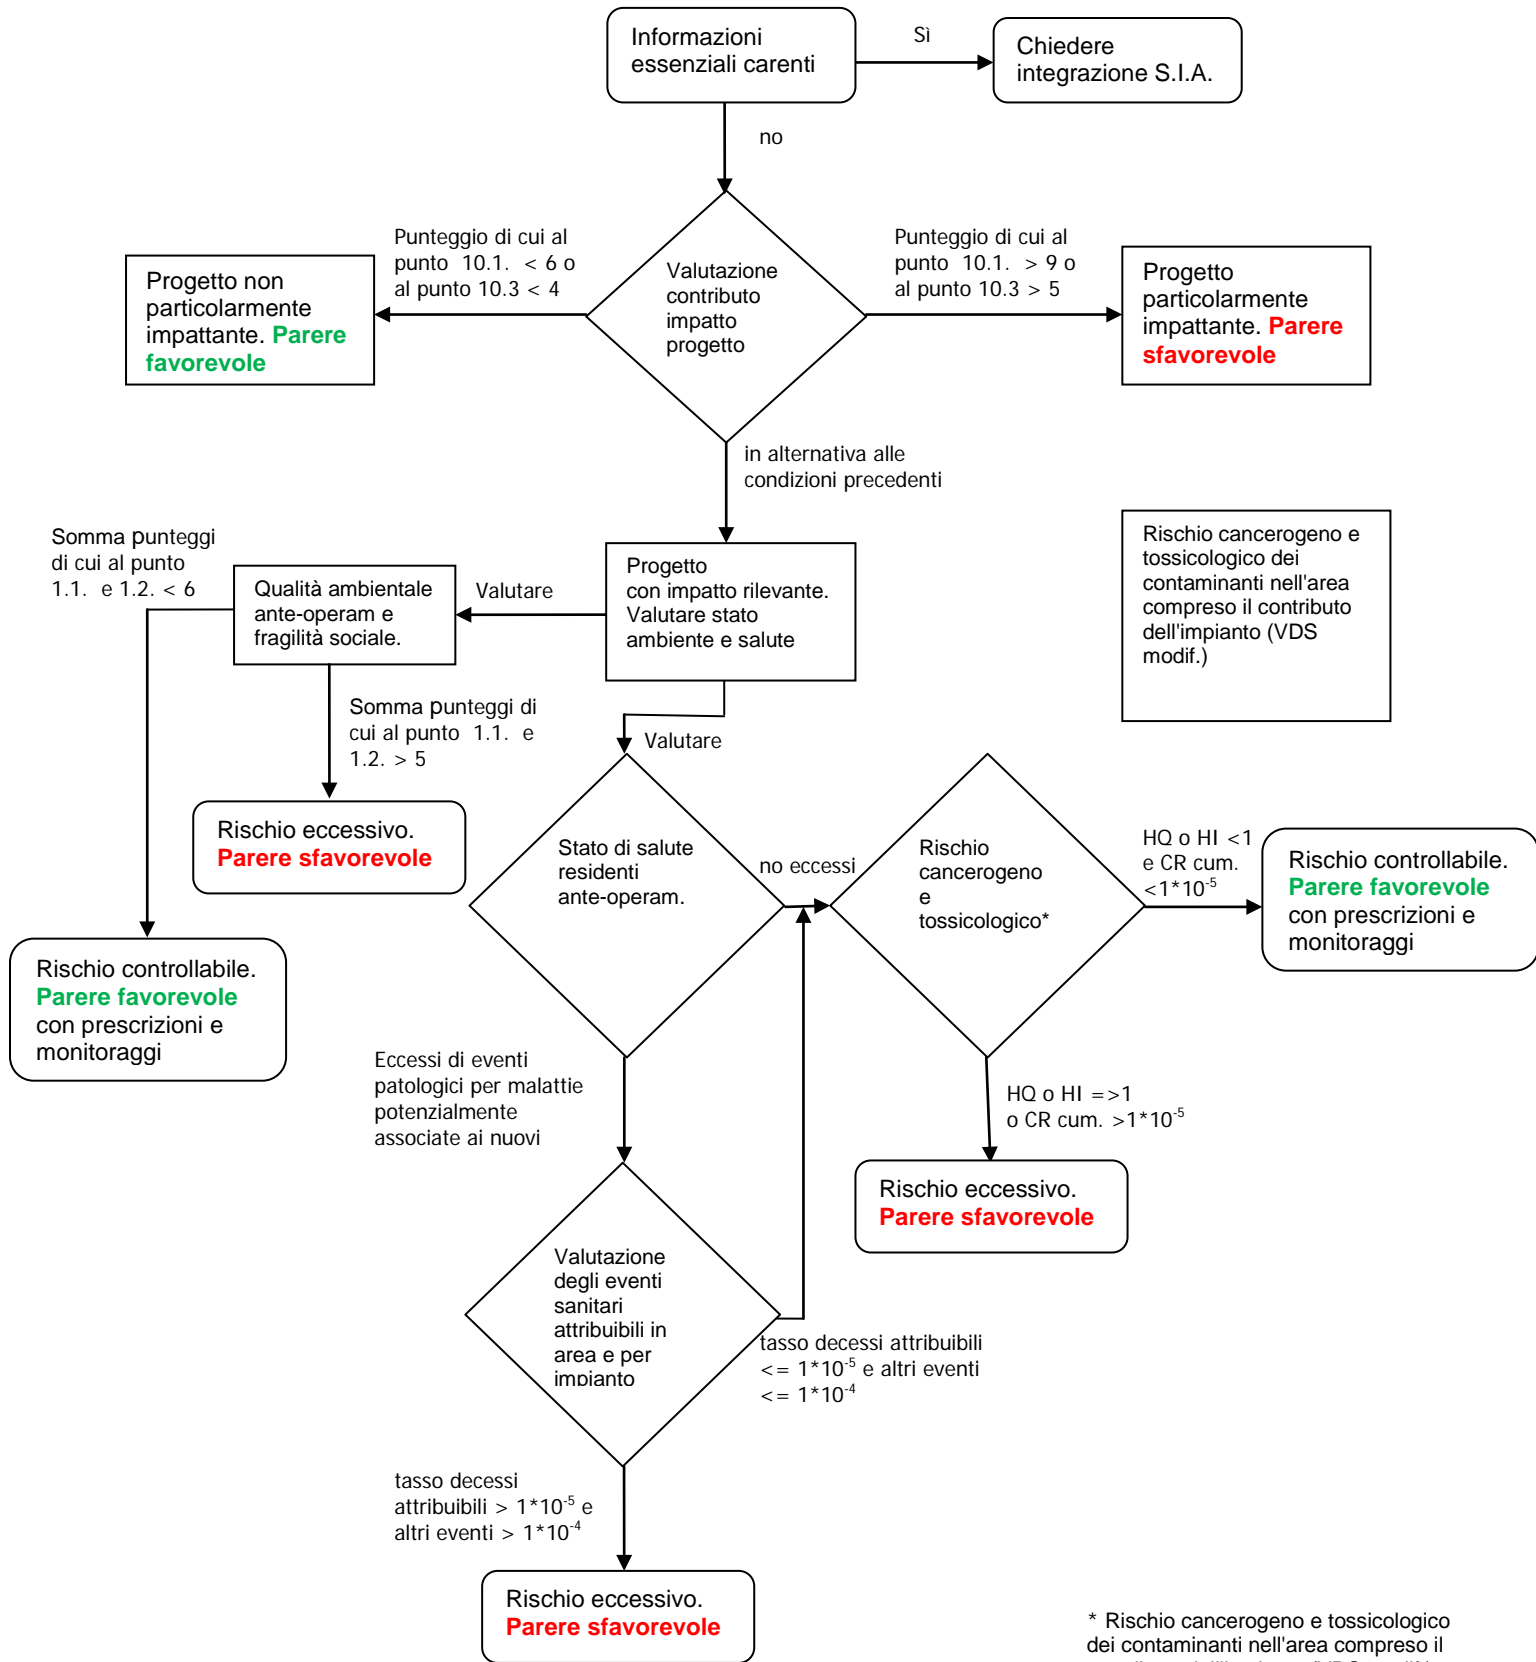 Informazioni
essenziali carenti
Sì
Chiedere
integrazione S.I.A.
no
Punteggio di cui al
punto 10.1. < 6 o
al punto 10.3 < 4
Punteggio di cui al
punto 10.1. > 9 o
al punto 10.3 > 5
Progetto non
particolarmente
impattante. Parere
favorevole
Valutazione
contributo
impatto
progetto
Progetto
particolarmente
impattante. Parere
sfavorevole
in alternativa alle
condizioni precedenti
Somma punteggi
di cui al punto
1.1. e 1.2. < 6
Qualità ambientale
ante-operam e
fragilità sociale.
Valutare
Progetto
con impatto rilevante.
Valutare stato
ambiente e salute
Rischio cancerogeno e
tossicologico dei
contaminanti nell'area
compreso il contributo
dell'impianto (VDS
modif.)
Somma punteggi di
cui al punto 1.1. e
1.2. > 5
Valutare
Rischio eccessivo.
Parere sfavorevole
Stato di salute
residenti
ante-operam.
no eccessi
Rischio
cancerogeno
e
tossicologico*
HQ o HI <1
e CR cum.
<1*10-5
Rischio controllabile.
Parere favorevole
con prescrizioni e
monitoraggi
Rischio controllabile.
Parere favorevole
con prescrizioni e
monitoraggi
Eccessi di eventi
patologici per malattie
potenzialmente
associate ai nuovi
HQ o HI =>1
o CR cum. >1*10-5
Rischio eccessivo.
Parere sfavorevole
Valutazione
degli eventi
sanitari
attribuibili in
area e per
impianto
tasso decessi attribuibili
<= 1*10-5 e altri eventi
<= 1*10-4
tasso decessi
attribuibili > 1*10-5 e
altri eventi > 1*10-4
Rischio eccessivo.
Parere sfavorevole
* Rischio cancerogeno e tossicologico
dei contaminanti nell'area compreso il